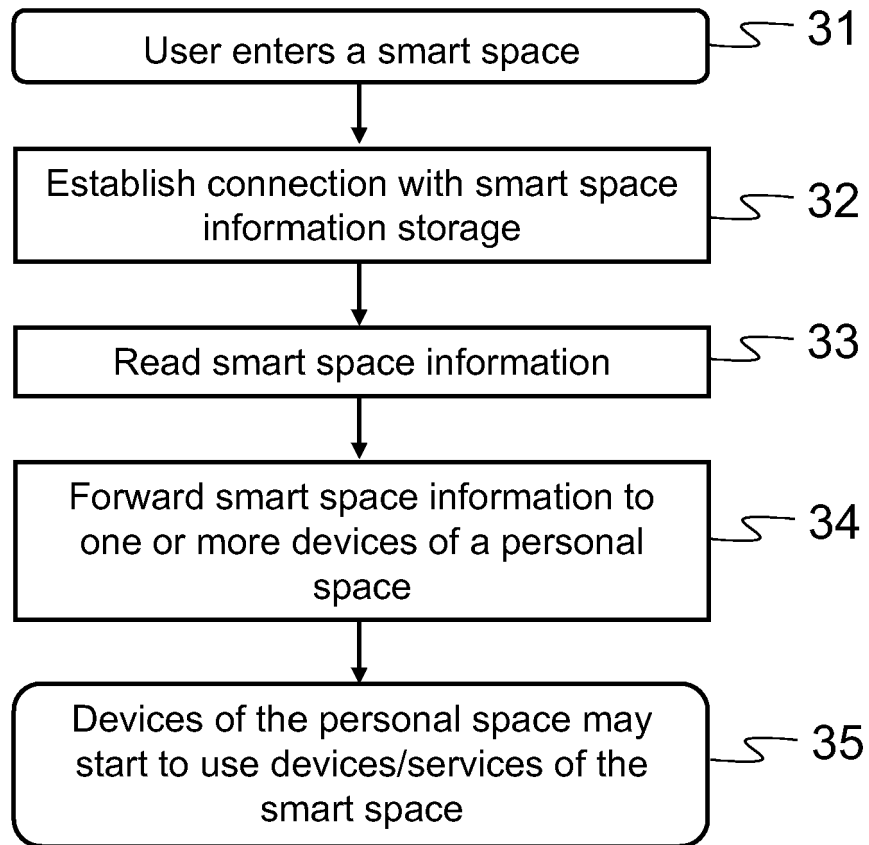 User enters a smart space
31
Establish connection with smart space
information storage
32
Read smart space information
33
Forward smart space information to
one or more devices of a personal
space
34
Devices of the personal space may
start to use devices/services of the
smart space
35